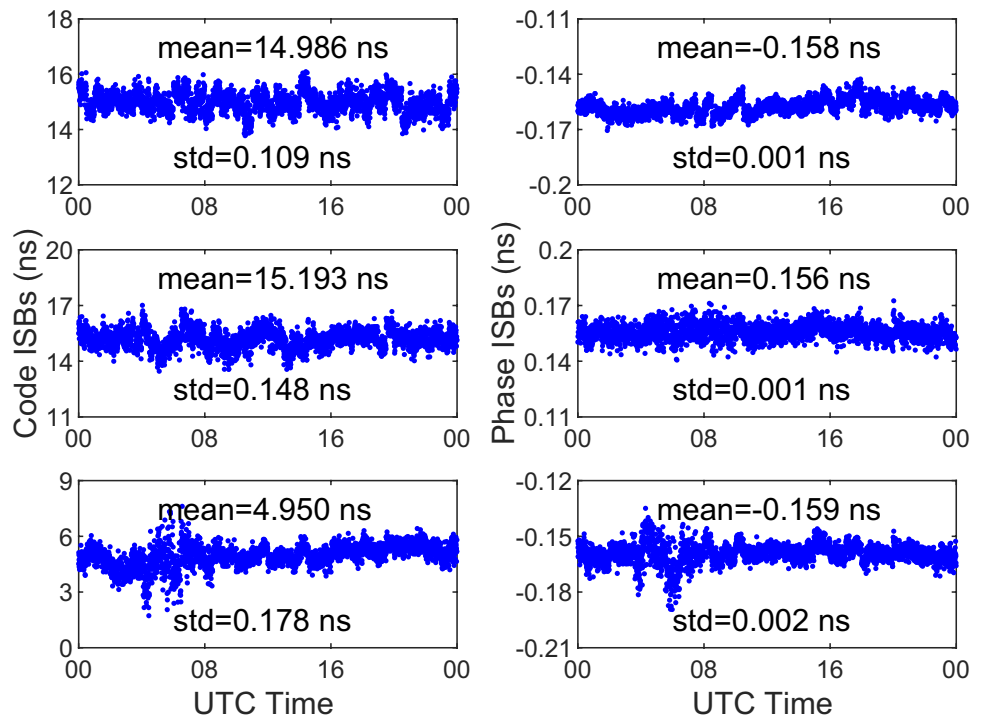 18
16
14
12
mean=14.986 ns
std=0.109 ns
00 08 16 00
-0.11
-0.14
-0.17
-0.2
mean=-0.158 ns
std=0.001 ns
00 08 16 00
Code ISBs (ns)
20
17
14
11
mean=15.193 ns
std=0.148 ns
00 08 16 00
Phase ISBs (ns)
0.2
0.17
0.14
0.11
mean=0.156 ns
std=0.001 ns
00 08 16 00
9
6
3
0
mean=4.950 ns
std=0.178 ns
00 08 16 00
UTC Time
-0.12
-0.15
-0.18
-0.21
mean=-0.159 ns
std=0.002 ns
00 08 16 00
UTC Time